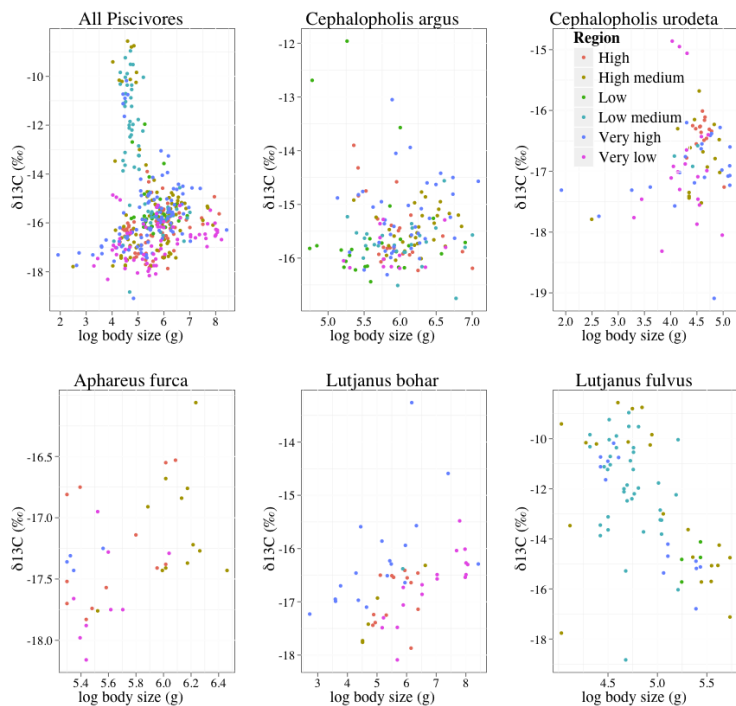 All Piscivores
Cephalopholis argus
Cephalopholis urodeta
δ13C (‰)
-10
-12
-14
-16
-18
2 3 4 5 6 7 8
log body size (g)
δ13C (‰)
-12
-13
-14
-15
-16
5.0 5.5 6.0 6.5 7.0
log body size (g)
δ13C (‰)
-15
-16
-17
-18
-19
2.0 2.5 3.0 3.5 4.0 4.5 5.0
log body size (g)
Region
High
High medium
Low
Low medium
Very high
Very low
Aphareus furca
Lutjanus bohar
Lutjanus fulvus
δ13C (‰)
-16.5
-17.0
-17.5
-18.0
5.4 5.6 5.8 6.0 6.2 6.4
log body size (g)
δ13C (‰)
-14
-15
-16
-17
-18
3 4 5 6 7 8
log body size (g)
δ13C (‰)
-10
-12
-14
-16
-18
4.5 5.0 5.5
log body size (g)